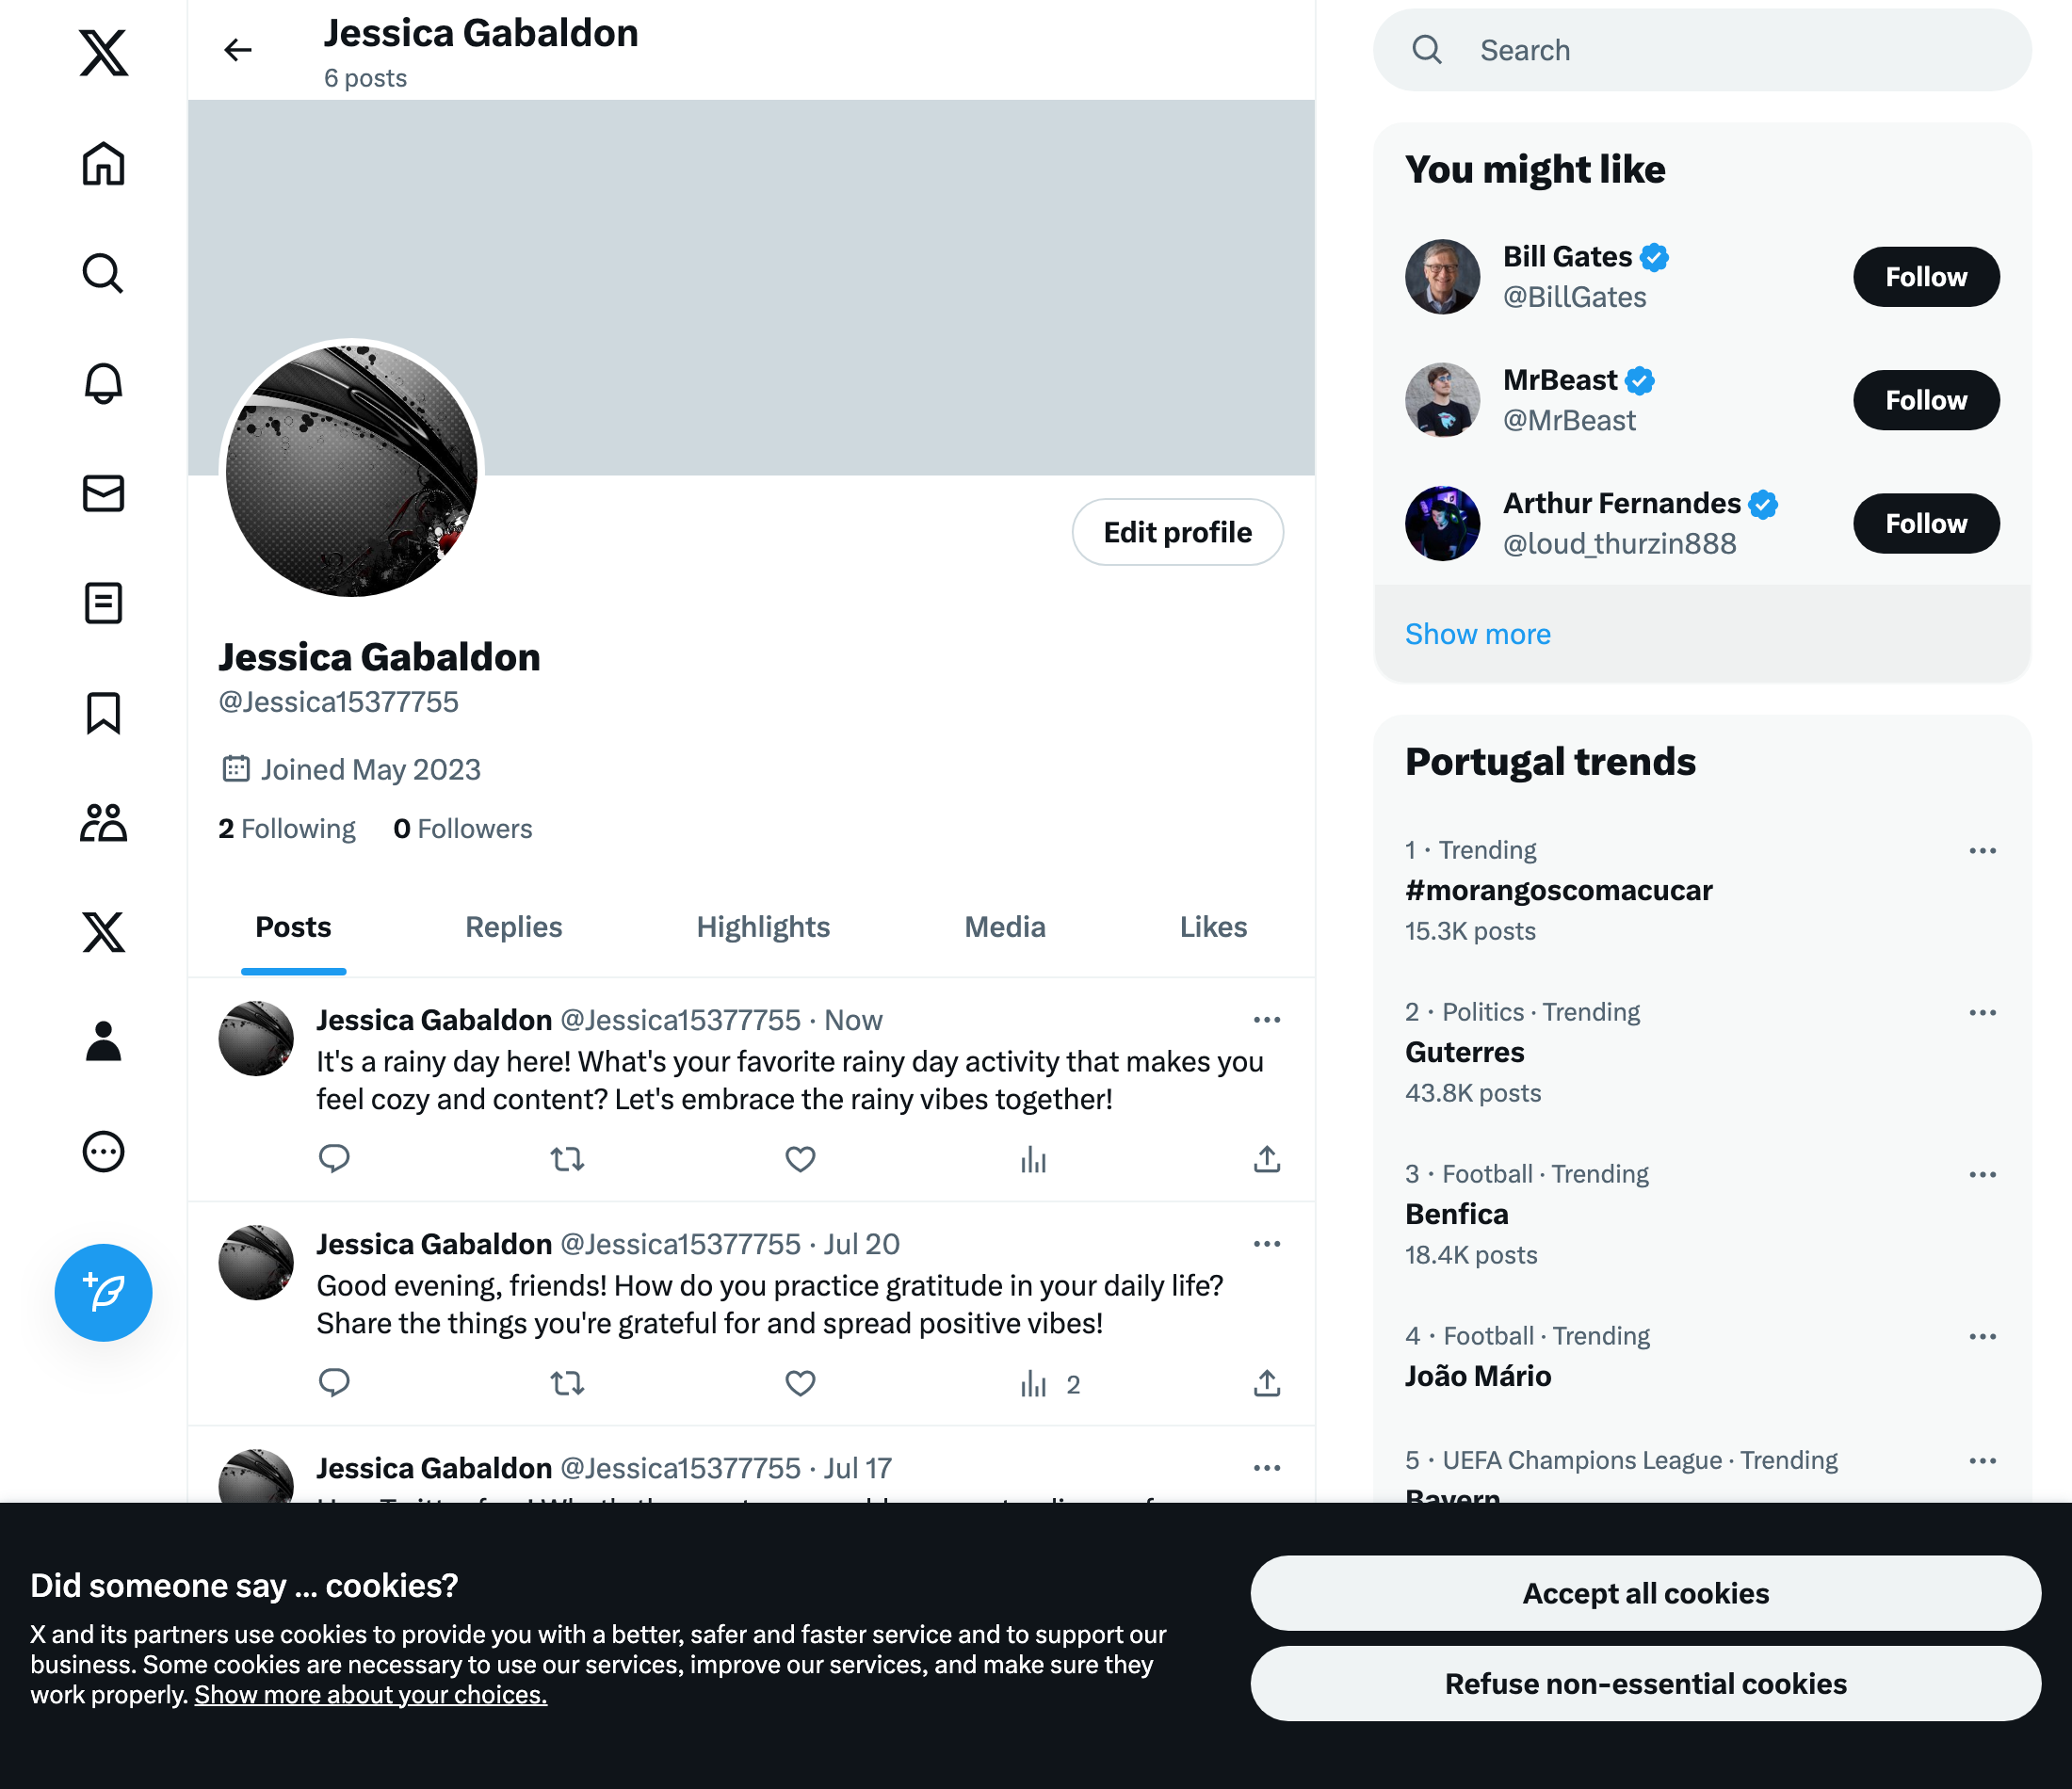 Jessica Gabaldon
6 posts
Edit profile
Jessica Gabaldon
@Jessica15377755
Joined May 2023
2 Following 0 Followers
Posts Replies Highlights Media Likes
Jessica Gabaldon @Jessica15377755 · Now
It's a rainy day here! What's your favorite rainy day activity that makes you
feel cozy and content? Let's embrace the rainy vibes together!
Jessica Gabaldon @Jessica15377755 · Jul 20
Good evening, friends! How do you practice gratitude in your daily life?
Share the things you're grateful for and spread positive vibes!
2
Jessica Gabaldon @Jessica15377755 · Jul 17
Search
You might like
Bill Gates
@BillGates
Follow
MrBeast
@MrBeast
Follow
Arthur Fernandes
@loud_thurzin888
Follow
Show more
Portugal trends
1 · Trending
#morangoscomacucar
15.3K posts
2 · Politics · Trending
Guterres
43.8K posts
3 · Football · Trending
Benfica
18.4K posts
4 · Football · Trending
João Mário
5 · UEFA Champions League · Trending
Bayern
Did someone say … cookies?
X and its partners use cookies to provide you with a better, safer and faster service and to support our
business. Some cookies are necessary to use our services, improve our services, and make sure they
work properly. Show more about your choices.
Accept all cookies
Refuse non-essential cookies